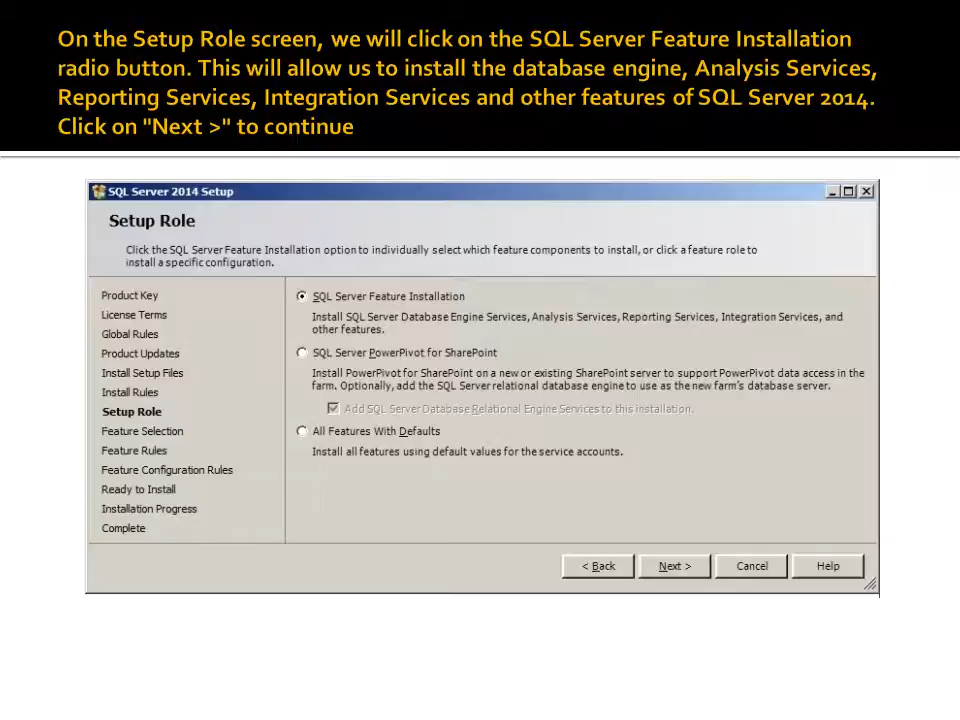 On the Setup Role screen, we will click on the SQL Server Feature Installation
radio button. This will allow us to install the database engine, Analysis Services,
Reporting Services, Integration Services and other features of SQL Server 2014.
Click on "Next >" to continue
SQL Server 2014 Setup
Setup Role
Click the SQL Server Feature Installation option to individually select which feature components to install, or click a feature role to
install a specific configuration.
Product Key
License Terms
Global Rules
Product Updates
Install Setup Files
Install Rules
Setup Role
Feature Selection
Feature Rules
Feature Configuration Rules
Ready to Install
Installation Progress
Complete
SQL Server Feature Installation
Install SQL Server Database Engine Services, Analysis Services, Reporting Services, Integration Services, and
other features.
SQL Server PowerPivot for SharePoint
Install PowerPivot for SharePoint on a new or existing SharePoint server to support PowerPivot data access in the
farm. Optionally, add the SQL Server relational database engine to use as the new farm's database server.
Add SQL Server Database Relational Engine Services to this installation.
All Features With Defaults
Install all features using default values for the service accounts.
< Back
Next >
Cancel
Help